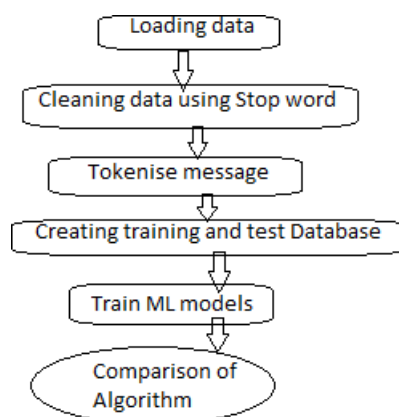 Loading data
Cleaning data using Stop word
Tokenise message
Creating training and test Database
Train ML models
Comparison of
Algorithm